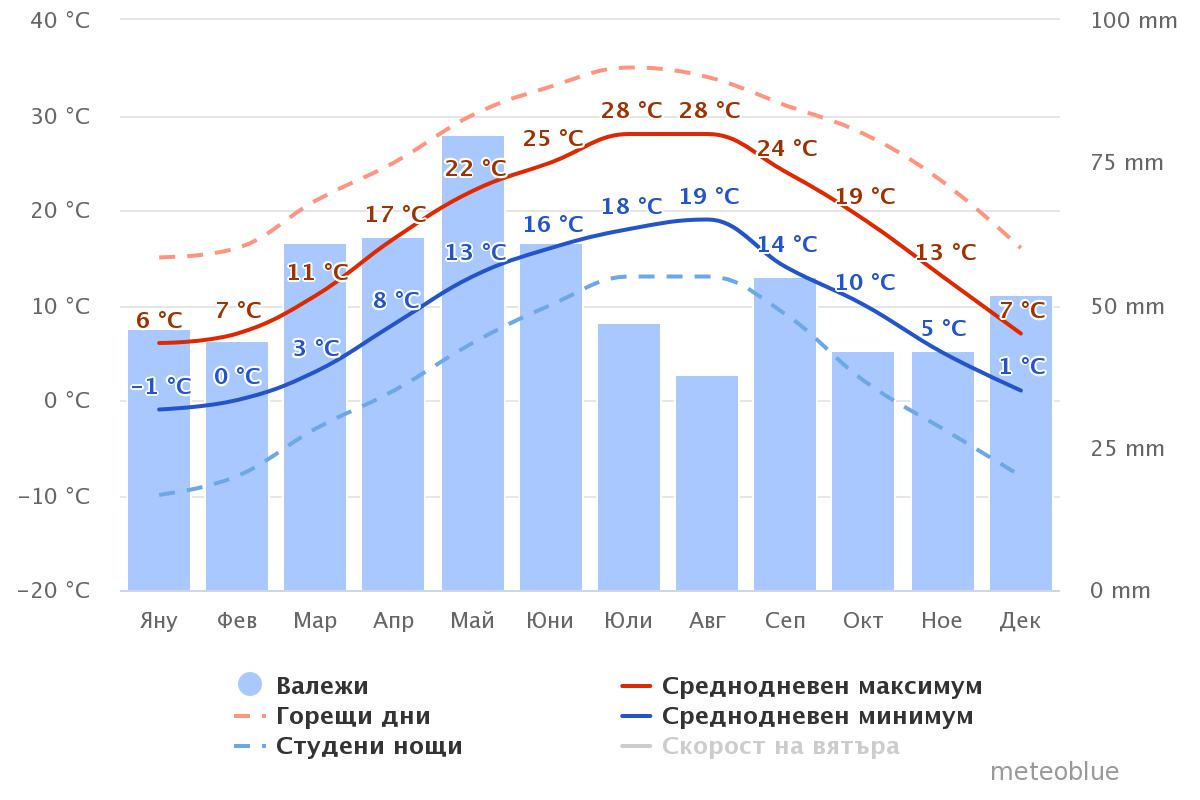 40 °C
100 mm
30 °C
75 mm
20 °C
10 °C
50 mm
0 °C
25 mm
−10 °C
−20 °C
0 mm
6 °C
7 °C
11 °C
17 °C
22 °C
25 °C
28 °C
28 °C
24 °C
19 °C
13 °C
7 °C
−1 °C
0 °C
3 °C
8 °C
13 °C
16 °C
18 °C
19 °C
14 °C
10 °C
5 °C
1 °C
Яну Фев Мар Апр Май Юни Юли Авг Сеп Окт Ное Дек
Валежи
Среднодневен максимум
Горещи дни
Среднодневен минимум
Студени нощи
Скорост на вятъра
meteoblue